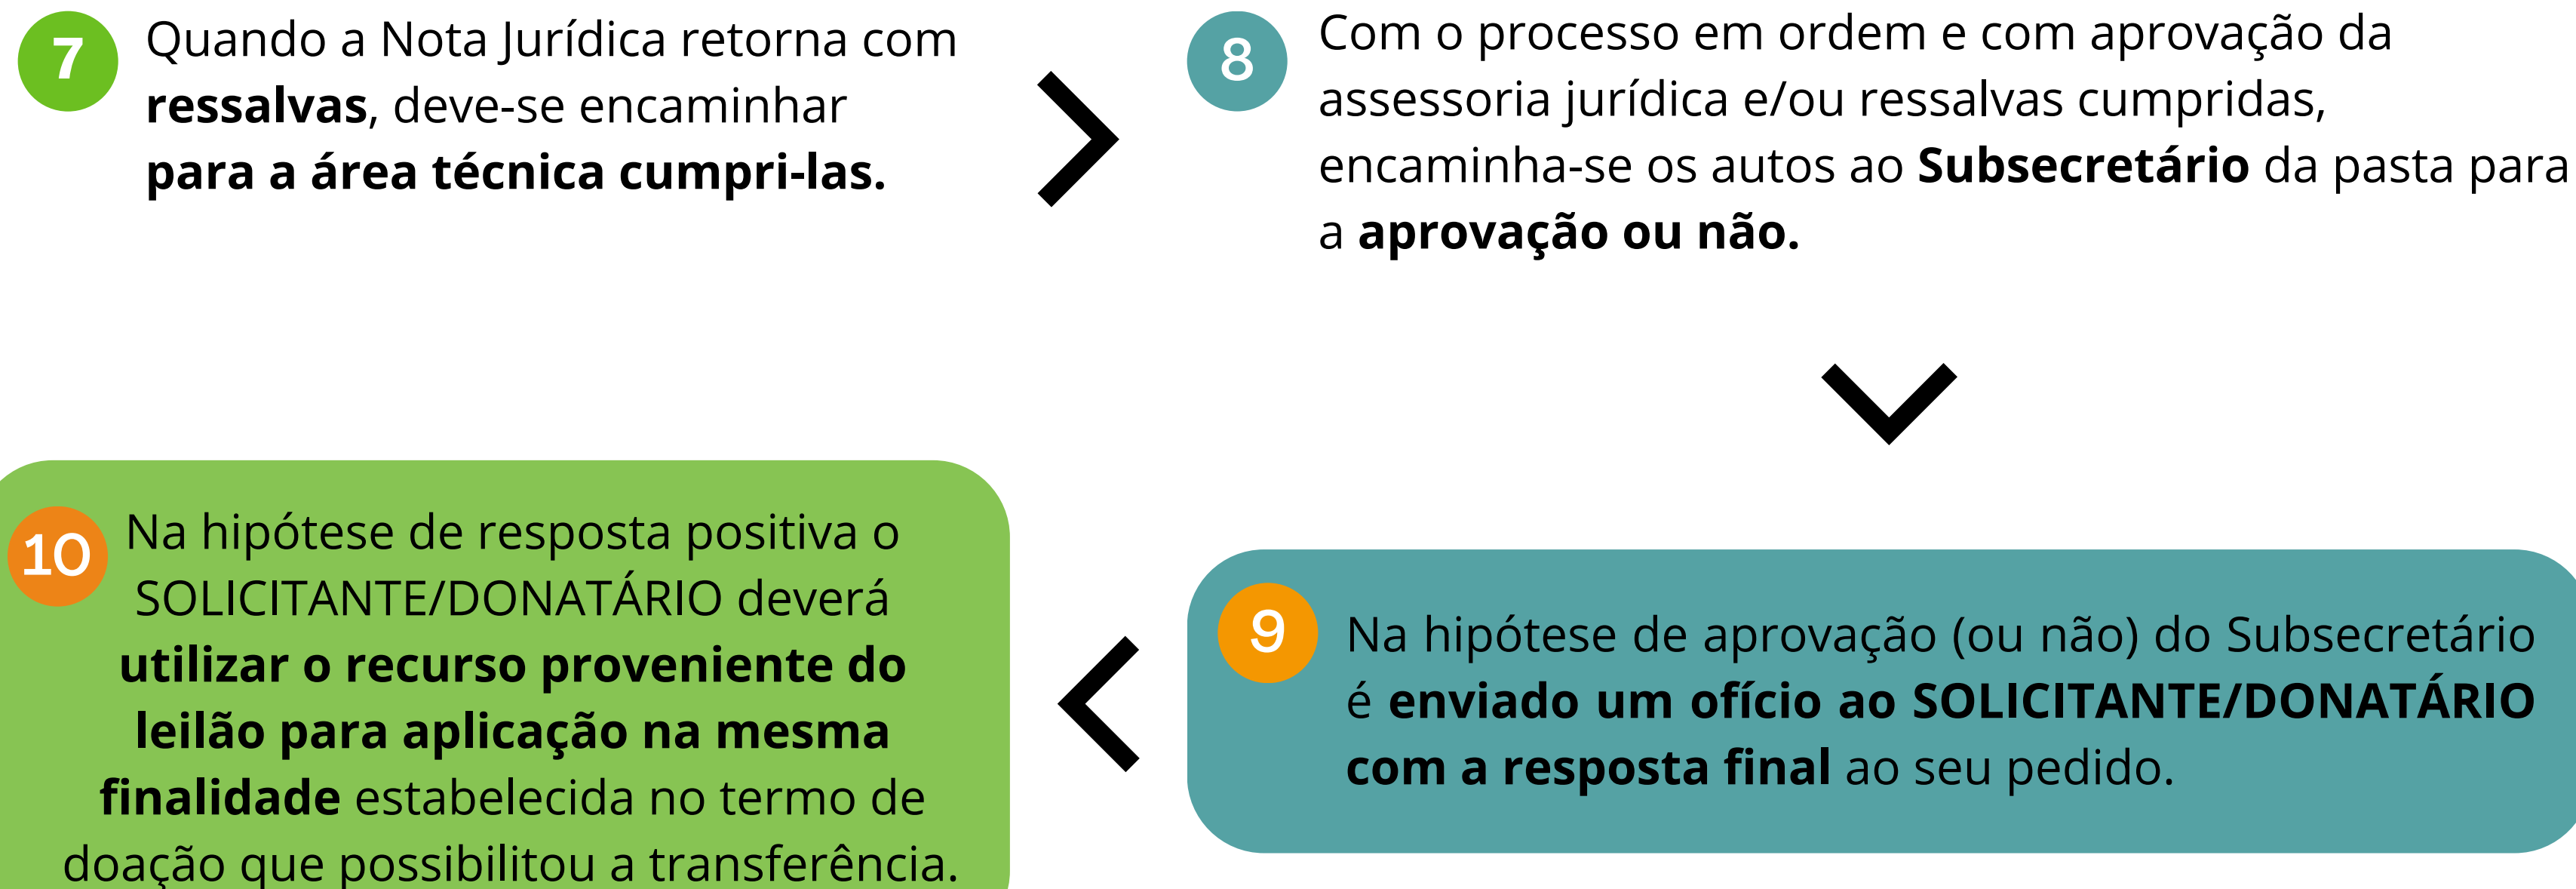 7
Quando a Nota Jurídica retorna com
ressalvas, deve-se encaminhar
para a área técnica cumpri-las.
8
Com o processo em ordem e com aprovação da
assessoria jurídica e/ou ressalvas cumpridas,
encaminha-se os autos ao Subsecretário da pasta para
a aprovação ou não.
9
Na hipótese de aprovação (ou não) do Subsecretário
é enviado um ofício ao SOLICITANTE/DONATÁRIO
com a resposta final ao seu pedido.
10
Na hipótese de resposta positiva o
SOLICITANTE/DONATÁRIO deverá
utilizar o recurso proveniente do
leilão para aplicação na mesma
finalidade estabelecida no termo de
doação que possibilitou a transferência.